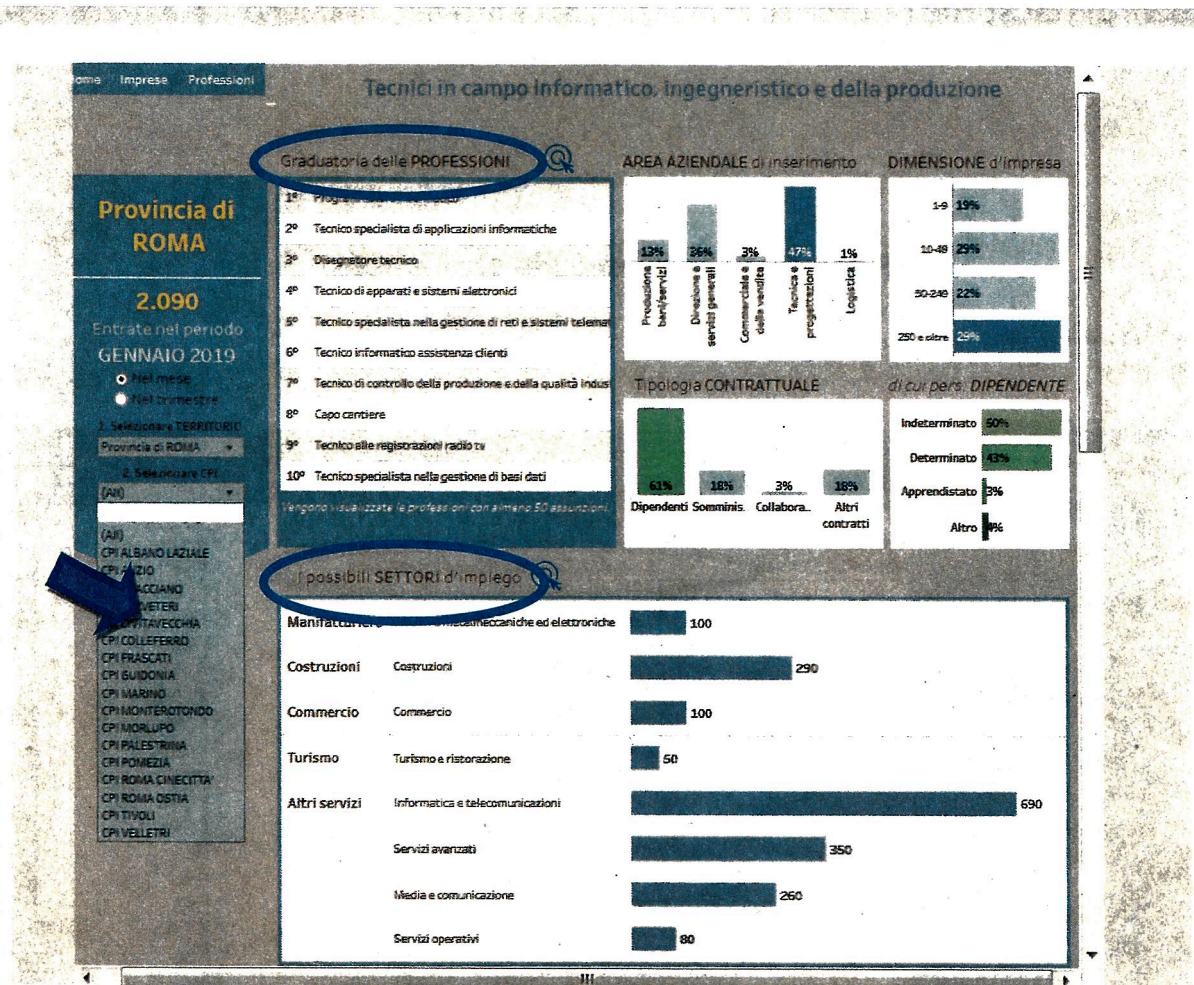 Home Imprese Professioni
Tecnici in campo informatico, ingegneristico e della produzione
Provincia di
ROMA
2.090
Entrate nel periodo
GENNAIO 2019
Nel mese
Nel trimestre
1. Selezionare TERRITORIO
Provincia di ROMA
2. Selezionare CPI
(All)
(All)
CPI ALBANO LAZIALE
CPI ANZIO
CPI COLLEFERRO
CPI FRASCATI
CPI GUIDONIA
CPI MARINO
CPI MONTEROTONDO
CPI MORLUPO
CPI PALESTRINA
CPI POMEZIA
CPI ROMA CINECITTA'
CPI ROMA OSTIA
CPI TIVOLI
CPI VELLETRI
Graduatoria delle PROFESSIONI
1°
2° Tecnico specialista di applicazioni informatiche
3° Disegnatore tecnico
4° Tecnico di apparati e sistemi elettronici
5° Tecnico specialista nella gestione di reti e sistemi telemat
6° Tecnico informatico assistenza clienti
7° Tecnico di controllo della produzione e della qualità indus
8° Capo cantiere
9° Tecnico alle registrazioni radio tv
10° Tecnico specialista nella gestione di basi dati
Vengono visualizzate le professioni con almeno 50 assunzioni.
AREA AZIENDALE di inserimento
13% 36% 3% 47% 1%
Produzione beni/servizi
Direzione e servizi generali
Commerciale e della vendita
Tecnica e progettazioni
Logistica
DIMENSIONE d'impresa
1-9 19%
10-49 29%
50-249 22%
250 e oltre 29%
Tipologia CONTRATTUALE
61% 18% 3% 18%
Dipendenti Somminis. Collabora.. Altri
contratti
di cui pers. DIPENDENTE
Indeterminato 50%
Determinato 43%
Apprendistato 3%
Altro 4%
I possibili SETTORI d'impiego
metalmeccaniche ed elettroniche 100
Costruzioni Costruzioni 290
Commercio Commercio 100
Turismo Turismo e ristorazione 50
Altri servizi Informatica e telecomunicazioni 690
Servizi avanzati 350
Media e comunicazione 260
Servizi operativi 80